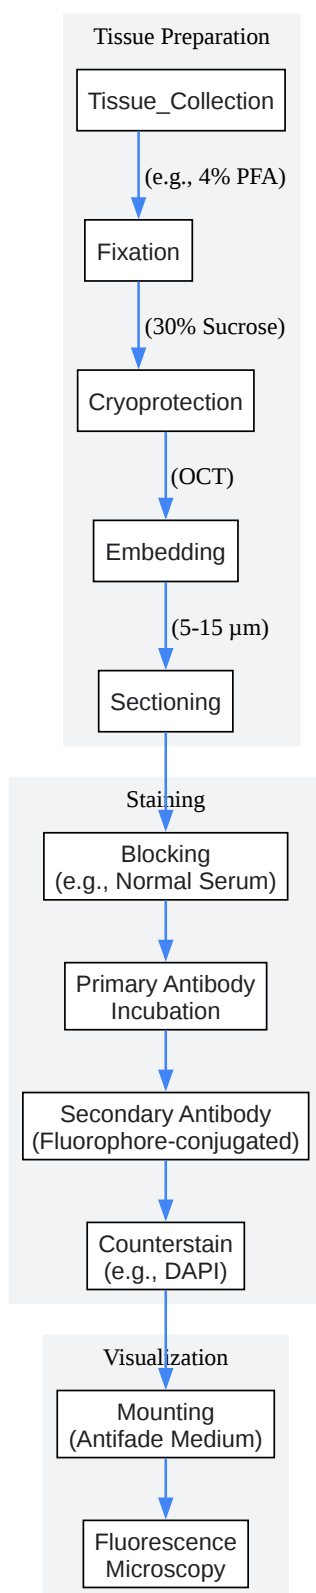 Tissue Preparation
Tissue_Collection
(e.g., 4% PFA)
Fixation
(30% Sucrose)
Cryoprotection
(OCT)
Embedding
(5-15 µm)
Sectioning
Staining
Blocking
(e.g., Normal Serum)
Primary Antibody
Incubation
Secondary Antibody
(Fluorophore-conjugated)
Counterstain
(e.g., DAPI)
Visualization
Mounting
(Antifade Medium)
Fluorescence
Microscopy